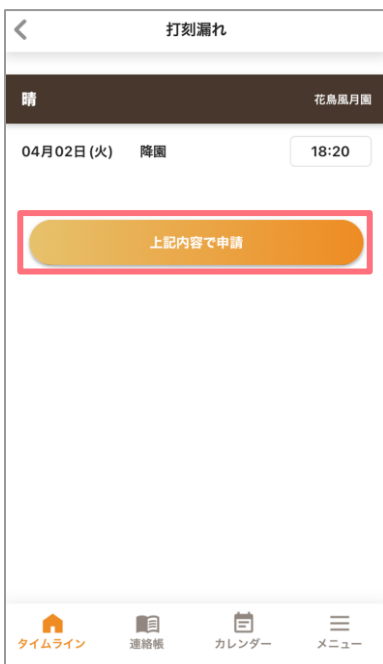 打刻漏れ
晴 花鳥風月園
04月02日(火) 降園 18:20
上記内容で申請
タイムライン 連絡帳 カレンダー メニュー